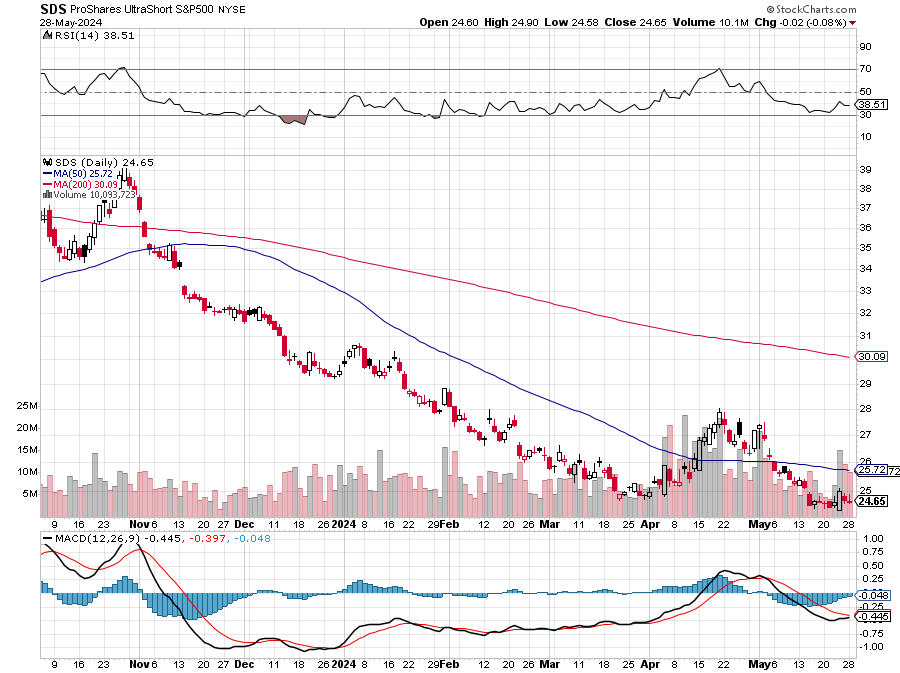 SDS ProShares UltraShort S&P500 NYSE © StockCharts.com
28-May-2024 Open 24.60 High 24.90 Low 24.58 Close 24.65 Volume 10.1M Chg -0.02 (-0.08%)
RSI(14) 38.51
90
70
50
38.51
30
10
SDS (Daily) 24.65
MA(50) 25.72
MA(200) 30.09
Volume 10,093,723
39
38
37
36
35
34
33
32
31
30.09
29
28
27
26
25.72
72
25
24.65
25M
20M
15M
10M
5M
9 16 23 Nov 6 13 20 27 Dec 11 18 26 2024 8 16 22 29 Feb 12 20 26 Mar 11 18 25 Apr 8 15 22 May 6 13 20 28
MACD(12,26,9) -0.445, -0.397, -0.048
1.00
0.75
0.50
0.25
-0.048
-0.25
-0.445
-0.75
-1.00
9 16 23 Nov 6 13 20 27 Dec 11 18 26 2024 8 16 22 29 Feb 12 20 26 Mar 11 18 25 Apr 8 15 22 May 6 13 20 28